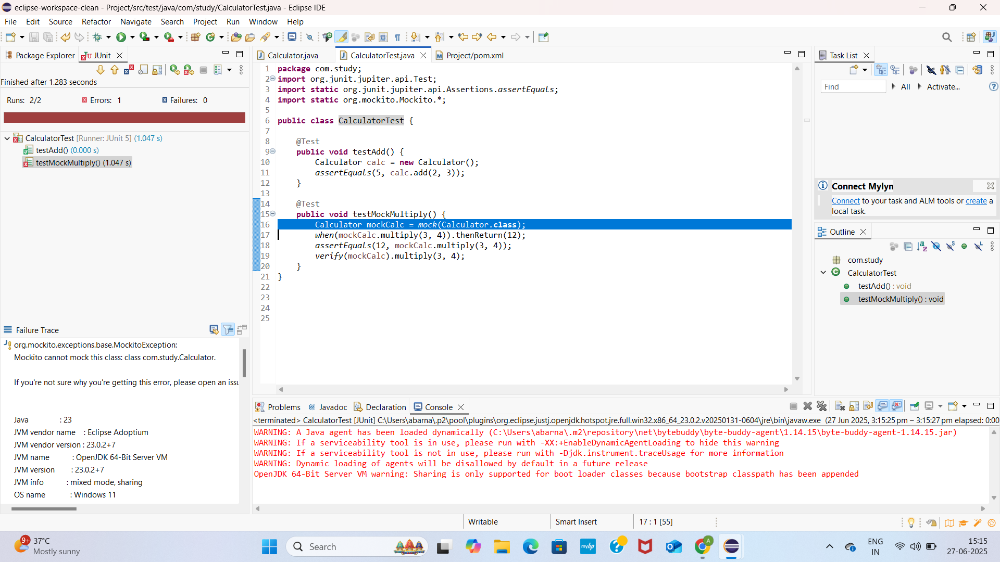 eclipse-workspace-clean - Project/src/test/java/com/study/CalculatorTest.java - Eclipse IDE
File Edit Source Refactor Navigate Search Project Run Window Help
Package Explorer JUnit
Finished after 1.283 seconds
Runs: 2/2 Errors: 1 Failures: 0
CalculatorTest [Runner: JUnit 5] (1.047 s)
testAdd() (0.000 s)
testMockMultiply() (1.047 s)
Failure Trace
org.mockito.exceptions.base.MockitoException:
Mockito cannot mock this class: class com.study.Calculator.
If you're not sure why you're getting this error, please open an issu
Java : 23
JVM vendor name : Eclipse Adoptium
JVM vendor version : 23.0.2+7
JVM name : OpenJDK 64-Bit Server VM
JVM version : 23.0.2+7
JVM info : mixed mode, sharing
OS name : Windows 11
Calculator.java CalculatorTest.java Project/pom.xml
1 package com.study;
2 import org.junit.jupiter.api.Test;
3 import static org.junit.jupiter.api.Assertions.assertEquals;
4 import static org.mockito.Mockito.*;
5
6 public class CalculatorTest {
7
8 @Test
9 public void testAdd() {
10 Calculator calc = new Calculator();
11 assertEquals(5, calc.add(2, 3));
12 }
13
14 @Test
15 public void testMockMultiply() {
16 Calculator mockCalc = mock(Calculator.class);
17 when(mockCalc.multiply(3, 4)).thenReturn(12);
18 assertEquals(12, mockCalc.multiply(3, 4));
19 verify(mockCalc).multiply(3, 4);
20 }
21 }
22
23
24
25
Task List
Find All Activate...
Connect Mylyn
Connect to your task and ALM tools or create a
local task.
Outline
com.study
CalculatorTest
testAdd() : void
testMockMultiply() : void
Problems Javadoc Declaration Console
<terminated> CalculatorTest [JUnit] C:\Users\abarna\.p2\pool\plugins\org.eclipse.justj.openjdk.hotspot.jre.full.win32.x86_64_23.0.2.v20250131-0604\jre\bin\javaw.exe (27 Jun 2025, 3:15:25 pm – 3:15:27 pm elapsed: 0:00
WARNING: A Java agent has been loaded dynamically (C:\Users\abarna\.m2\repository\net\bytebuddy\byte-buddy-agent\1.14.15\byte-buddy-agent-1.14.15.jar)
WARNING: If a serviceability tool is in use, please run with -XX:+EnableDynamicAgentLoading to hide this warning
WARNING: If a serviceability tool is not in use, please run with -Djdk.instrument.traceUsage for more information
WARNING: Dynamic loading of agents will be disallowed by default in a future release
OpenJDK 64-Bit Server VM warning: Sharing is only supported for boot loader classes because bootstrap classpath has been appended
Writable Smart Insert 17 : 1 [55]
9+ 37°C
Mostly sunny
Search
myhp
ENG
IN
15:15
27-06-2025